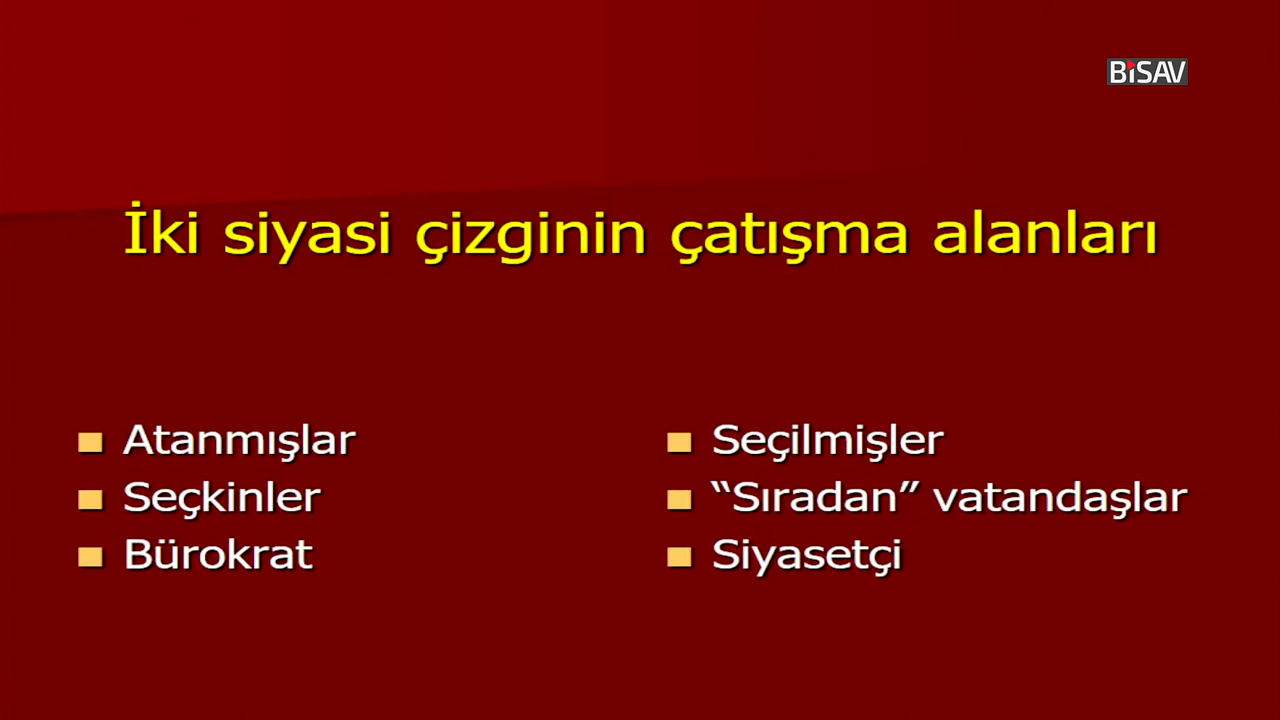 BİSAV
İki siyasi çizginin çatışma alanları
Atanmışlar
Seçkinler
Bürokrat
Seçilmişler
“Sıradan” vatandaşlar
Siyasetçi